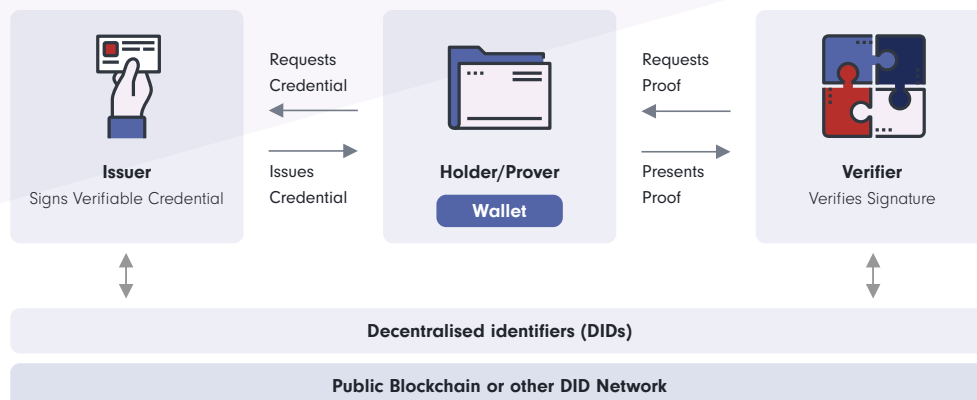 Requests
Credential
Issues
Credential
Requests
Proof
Presents
Proof
Issuer
Signs Verifiable Credential
Holder/Prover
Wallet
Verifier
Verifies Signature
Decentralised identifiers (DIDs)
Public Blockchain or other DID Network